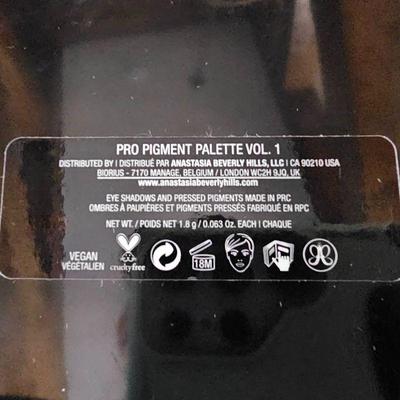 PRO PIGMENT PALETTE VOL. 1
DISTRIBUTED BY | DISTRIBUÉ PAR ANASTASIA BEVERLY HILLS, LLC | CA 90210 USA
BIORIUS - 7170 MANAGE, BELGIUM / LONDON WC2H 9JQ, UK
www.anastasiabeverlyhills.com
EYE SHADOWS AND PRESSED PIGMENTS MADE IN PRC
OMBRES À PAUPIÈRES ET PIGMENTS PRESSÉS FABRIQUÉ EN RPC
NET WT. / POIDS NET 1.8 g / 0.063 Oz. EACH | CHAQUE
VEGAN
VÉGÉTALIEN
crueltyfree
18M